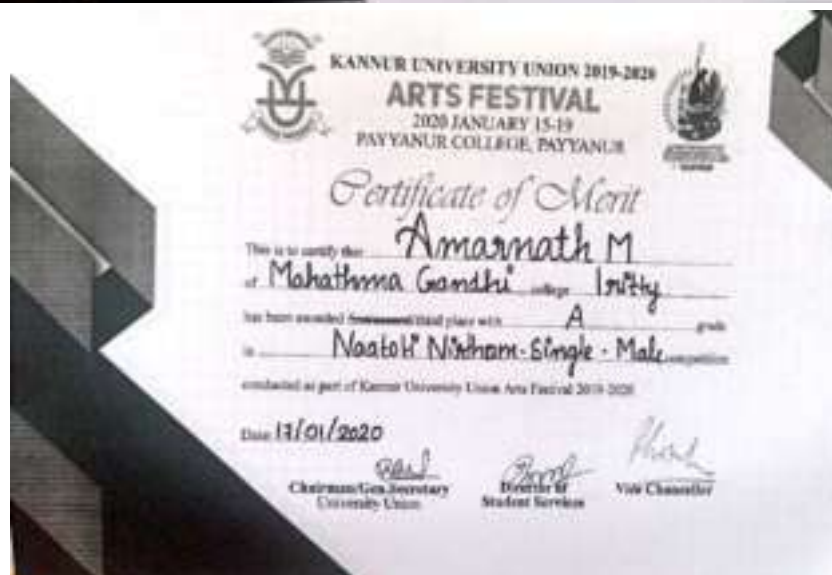 KANNUR UNIVERSITY UNION 2019-2020
ARTS FESTIVAL
2020 JANUARY 15-19
PAYYANUR COLLEGE, PAYYANUR
Certificate of Merit
This is to certify that Amarnath M
of Mahathma Gandhi college Iritty
has been awarded third place with A grade
in Naatoti Nirtham - Single - Male competition
conducted as part of Kannur University Union Arts Festival 2019-2020
Date 17/01/2020
Chairman/Gen.Secretary
University Union
Director of
Student Services
Vice Chancellor